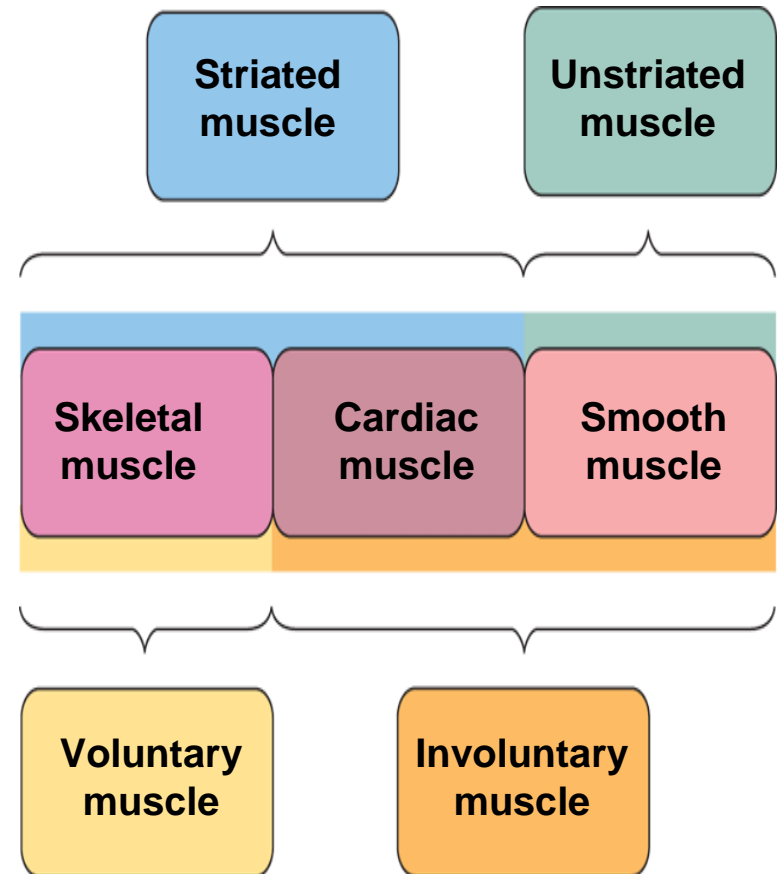 Striated
muscle
Unstriated
muscle
Skeletal
muscle
Cardiac
muscle
Smooth
muscle
Voluntary
muscle
Involuntary
muscle